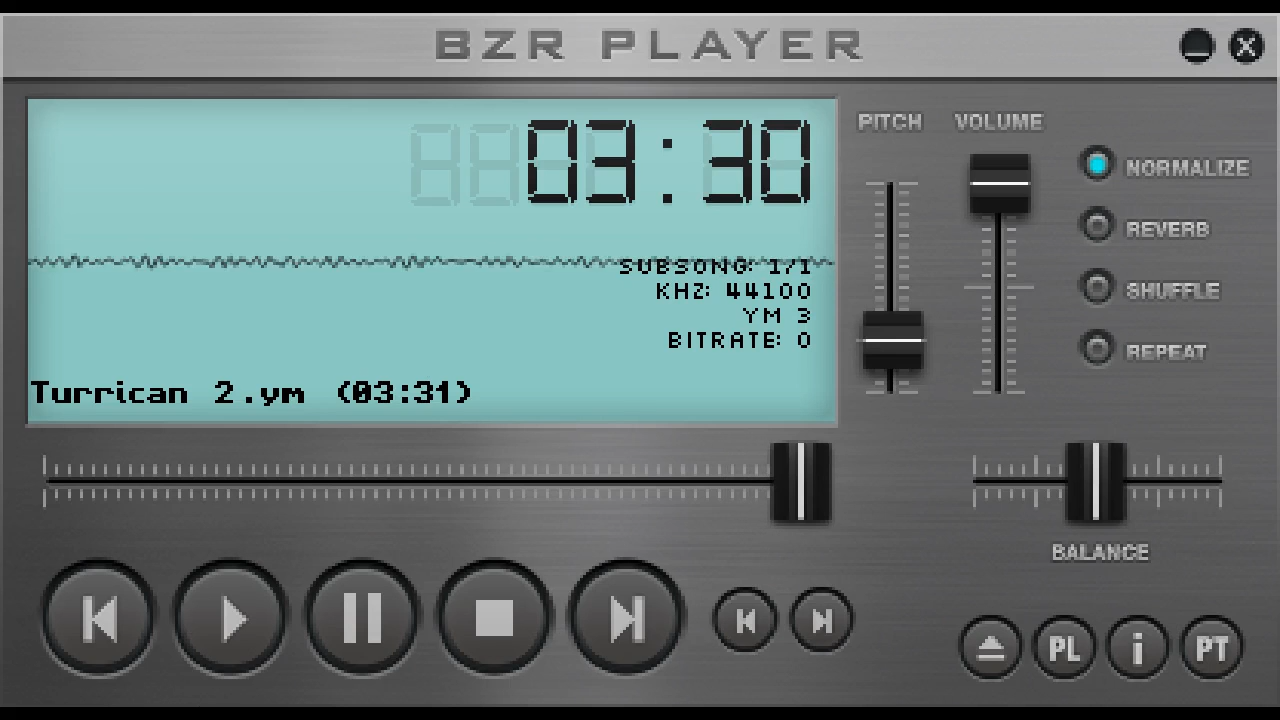 BZR PLAYER
03:30
PITCH
VOLUME
NORMALIZE
REVERB
SHUFFLE
REPEAT
SUBSONG: 1/1
KHZ: 44100
YM 3
BITRATE: 0
Turrican 2.ym (03:31)
BALANCE
PL
i
PT